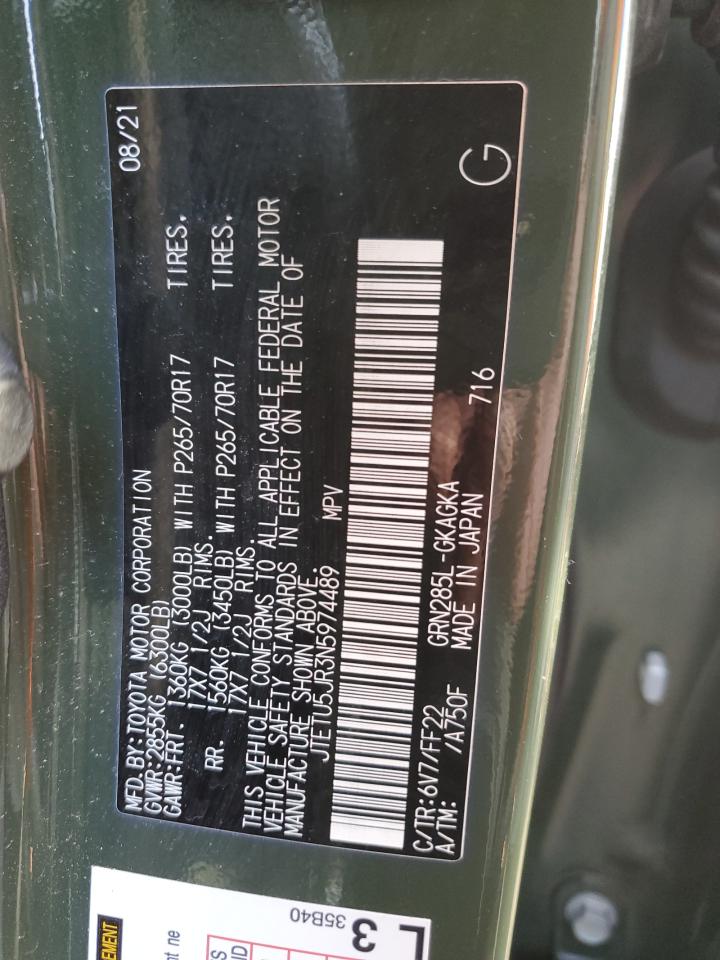 MFD. BY: TOYOTA MOTOR CORPORATION 08/21
GVWR: 2855KG (6300LB)
GAWR: FRT. 1360KG (3000LB) WITH P265/70R17 TIRES.
17X7 1/2J RIMS.
RR. 1560KG (3450LB) WITH P265/70R17 TIRES.
17X7 1/2J RIMS.
THIS VEHICLE CONFORMS TO ALL APPLICABLE FEDERAL MOTOR
VEHICLE SAFETY STANDARDS IN EFFECT ON THE DATE OF
MANUFACTURE SHOWN ABOVE.
JTETU5JR3N5974489 MPV
C/TR: 6V7/FF22 GRN285L-GKAGKA
A/TM: /A750F MADE IN JAPAN 716 G
35B40
L
3